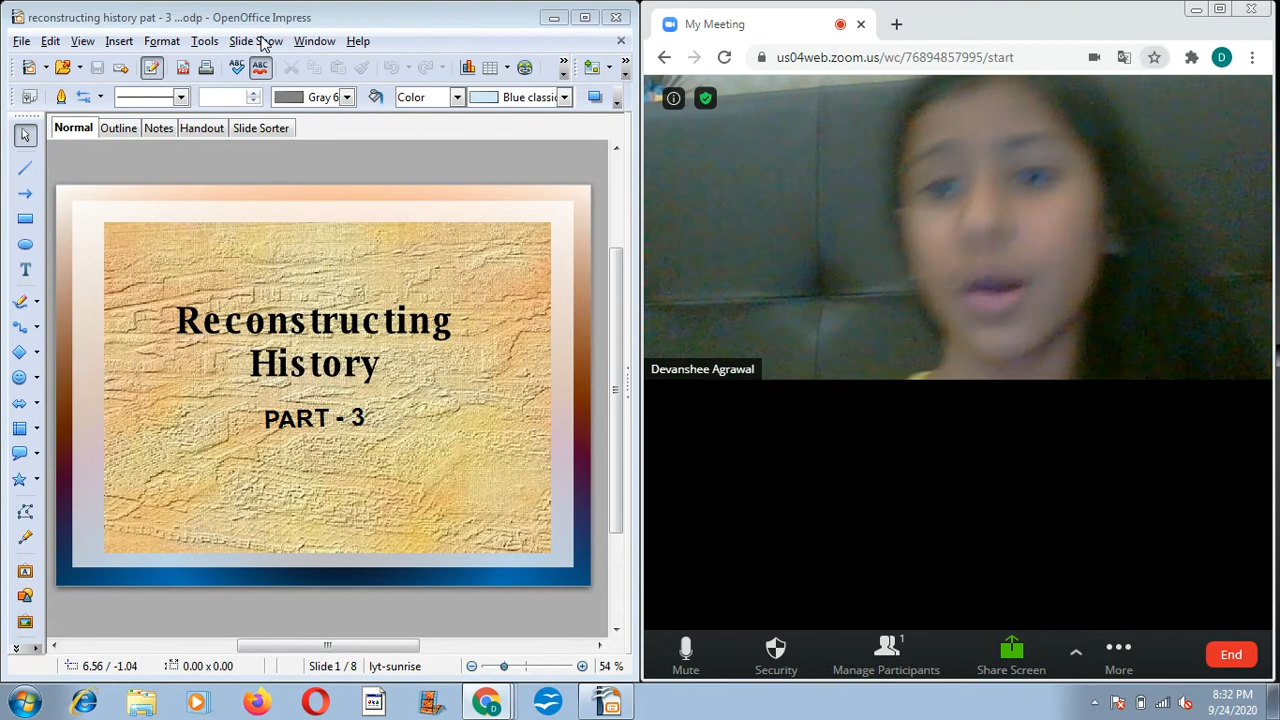 reconstructing history pat - 3 ...odp - OpenOffice Impress
File Edit View Insert Format Tools Slide Show Window Help
ABC ABC
Gray 6 Color Blue classic
Normal Outline Notes Handout Slide Sorter
T
Reconstructing
History
PART - 3
6.56 / -1.04 0.00 x 0.00 Slide 1 / 8 lyt-sunrise 54 %
My Meeting
us04web.zoom.us/wc/76894857995/start
D
Devanshee Agrawal
1
Mute Security Manage Participants Share Screen More End
D
8:32 PM
9/24/2020